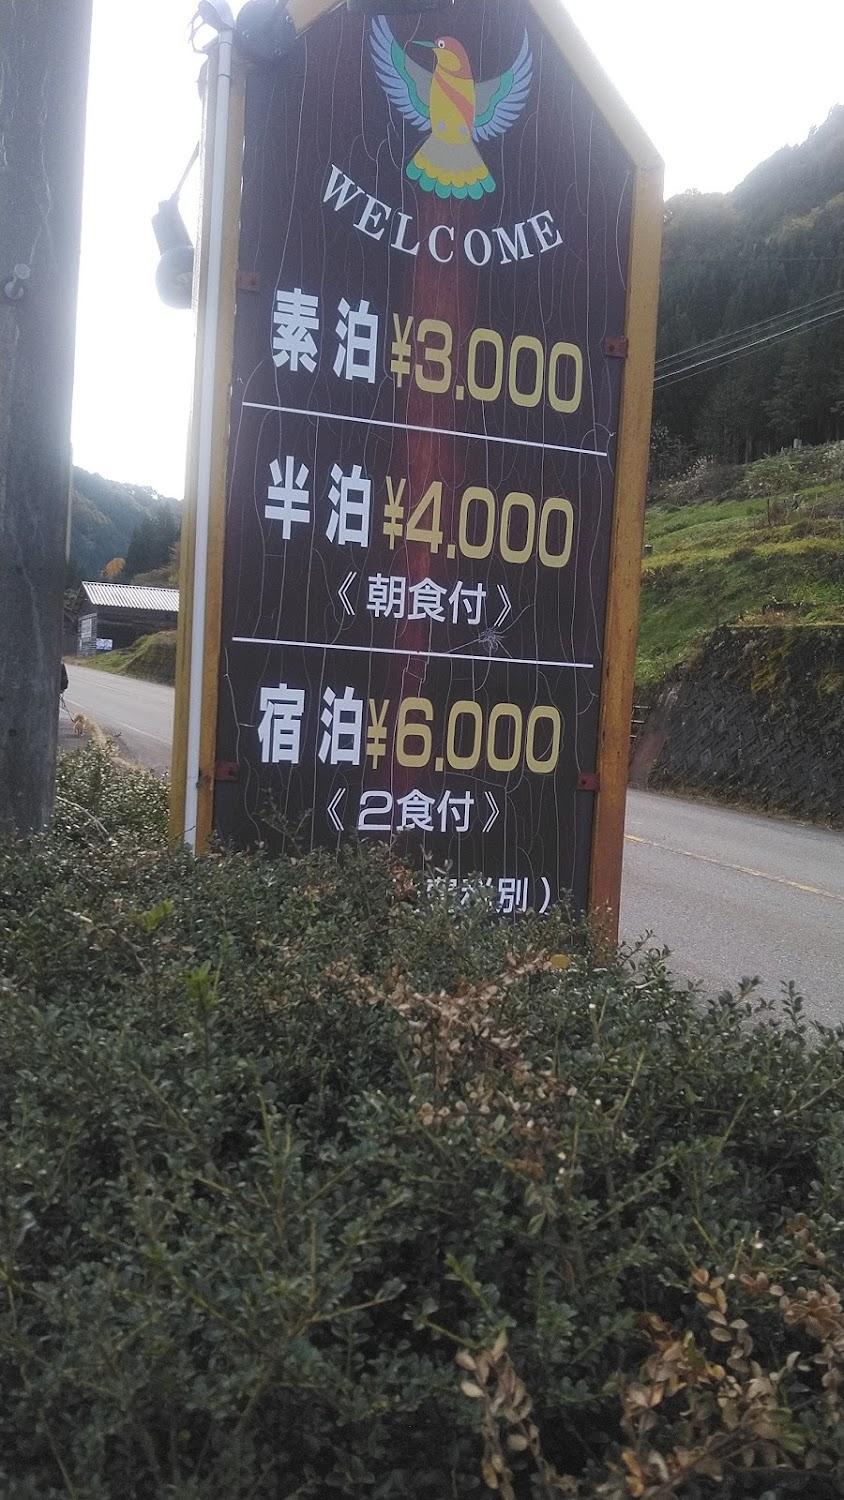 WELCOME
素泊 ¥3.000
半泊 ¥4.000
《朝食付》
宿泊 ¥6.000
《2食付》
別）